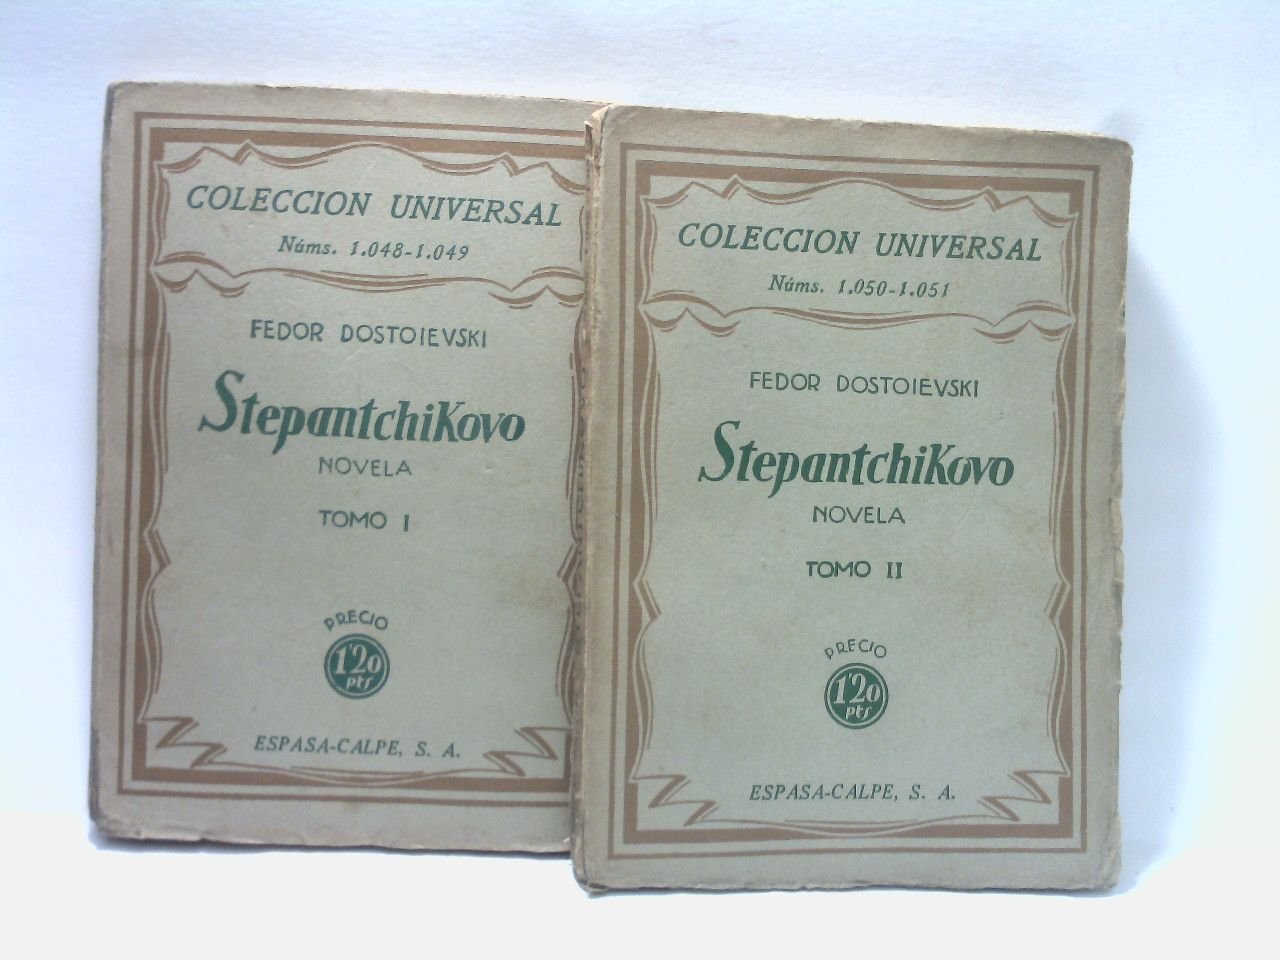 COLECCION UNIVERSAL
Núms. 1.048-1.049
FEDOR DOSTOIEVSKI
Stepantchikovo
NOVELA
TOMO I
PRECIO
1'20
pts
ESPASA-CALPE, S. A.
COLECCION UNIVERSAL
Núms. 1.050-1.051
FEDOR DOSTOIEVSKI
Stepantchikovo
NOVELA
TOMO II
PRECIO
1'20
pts
ESPASA-CALPE, S. A.